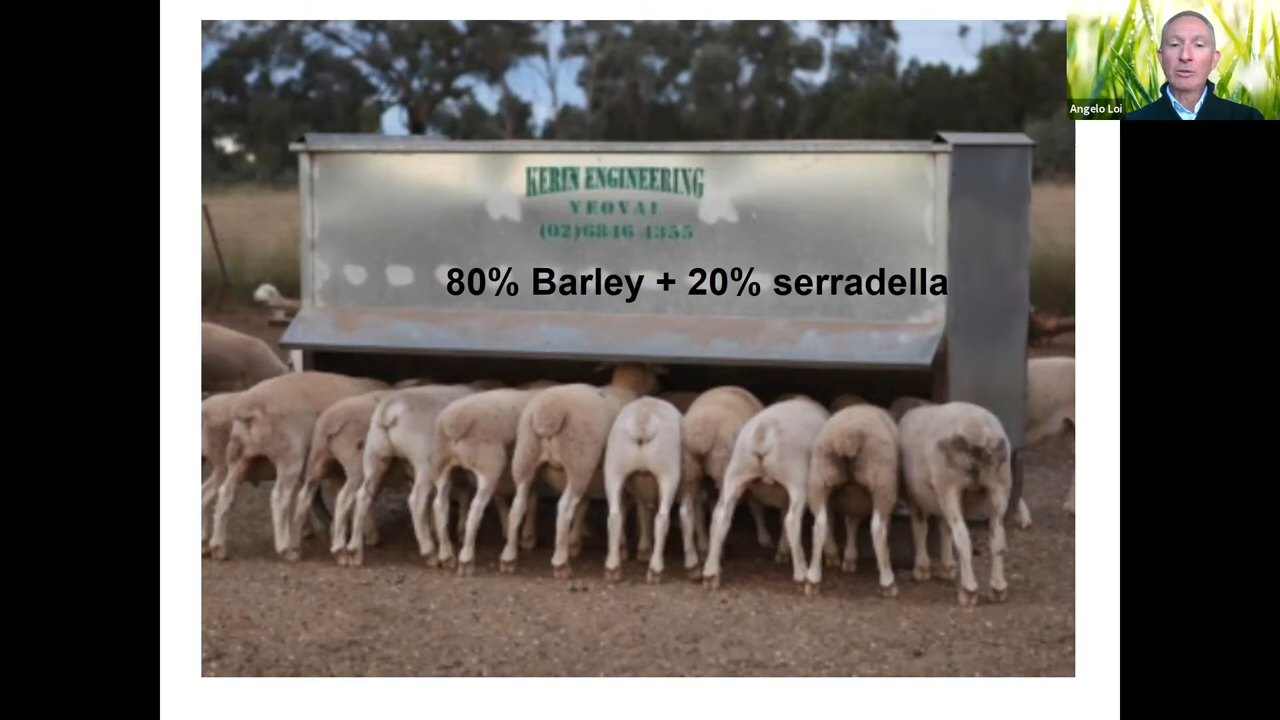 KERIN ENGINEERING
YEOVAL
(02)6846 4355
80% Barley + 20% serradella
Angelo Loi